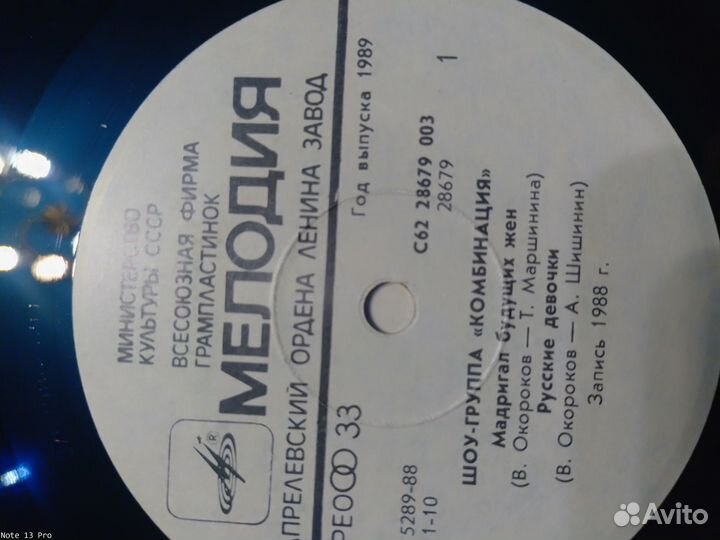 МИНИСТЕРСТВО
КУЛЬТУРЫ СССР
ВСЕСОЮЗНАЯ ФИРМА
ГРАМПЛАСТИНОК
МЕЛОДИЯ
®
АПРЕЛЕВСКИЙ ОРДЕНА ЛЕНИНА ЗАВОД
РЕО 33
Год выпуска 1989
5289-88
1-10
С62 28679 003
28679
1
ШОУ-ГРУППА «КОМБИНАЦИЯ»
Мадригал будущих жен
(В. Окороков — Т. Маршинина)
Русские девочки
(В. Окороков — А. Шишинин)
Запись 1988 г.
Note 13 Pro
Avito